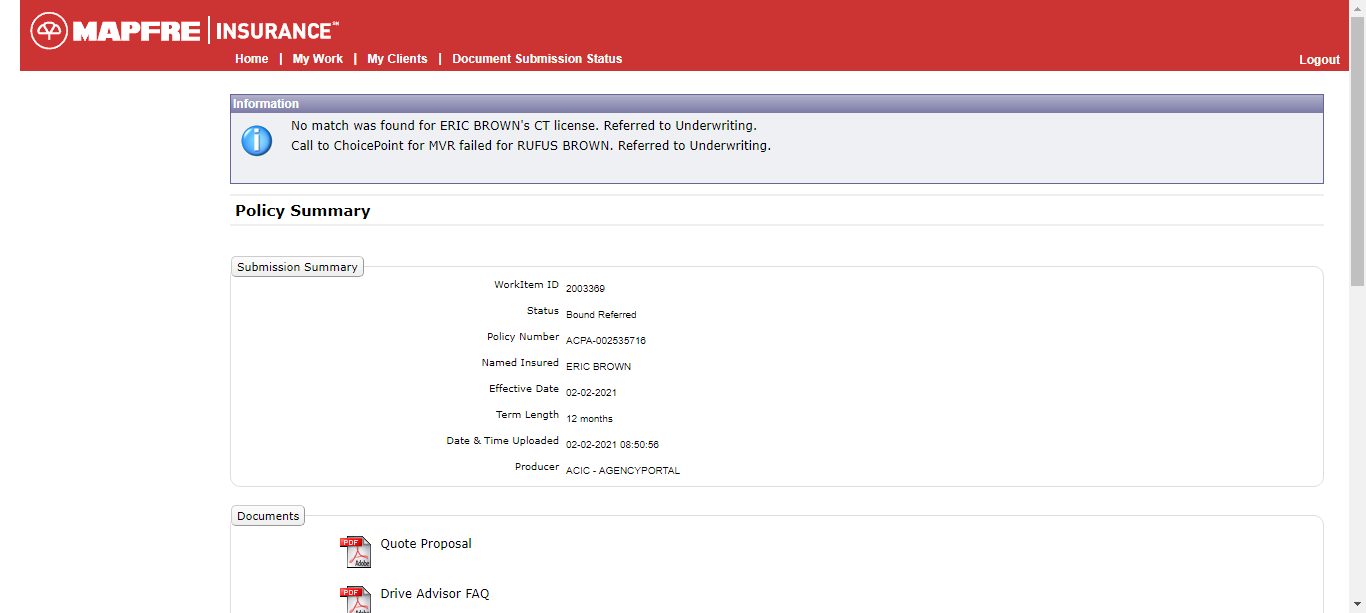 MAPFRE | INSURANCE℠
Home | My Work | My Clients | Document Submission Status
Logout
Information
No match was found for ERIC BROWN's CT license. Referred to Underwriting.
Call to ChoicePoint for MVR failed for RUFUS BROWN. Referred to Underwriting.
Policy Summary
Submission Summary
WorkItem ID 2003369
Status Bound Referred
Policy Number ACPA-002535716
Named Insured ERIC BROWN
Effective Date 02-02-2021
Term Length 12 months
Date & Time Uploaded 02-02-2021 08:50:56
Producer ACIC - AGENCYPORTAL
Documents
PDF Adobe Quote Proposal
PDF Adobe Drive Advisor FAQ